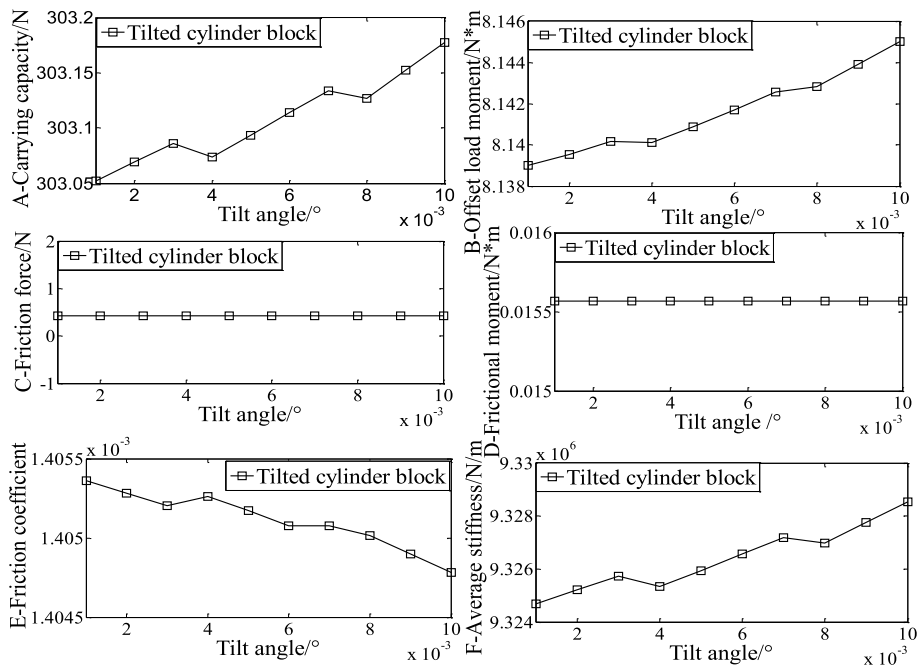 A-Carrying capacity/N
303.2
303.15
303.1
303.05
Tilted cylinder block
2 4 6 8 10
Tilt angle/°
x 10⁻³
B-Offset load moment/N*m
8.146
8.144
8.142
8.14
8.138
Tilted cylinder block
2 4 6 8 10
Tilt angle/°
x 10⁻³
C-Friction force/N
2
1
0
-1
Tilted cylinder block
2 4 6 8 10
Tilt angle/°
x 10⁻³
D-Frictional moment/N*m
0.016
0.0155
0.015
Tilted cylinder block
2 4 6 8 10
Tilt angle /°
x 10⁻³
E-Friction coefficient
x 10⁻³
1.4055
1.405
1.4045
Tilted cylinder block
2 4 6 8 10
Tilt angle/°
x 10⁻³
F-Average stiffness/N/m
x 10⁶
9.33
9.328
9.326
9.324
Tilted cylinder block
2 4 6 8 10
Tilt angle/°
x 10⁻³